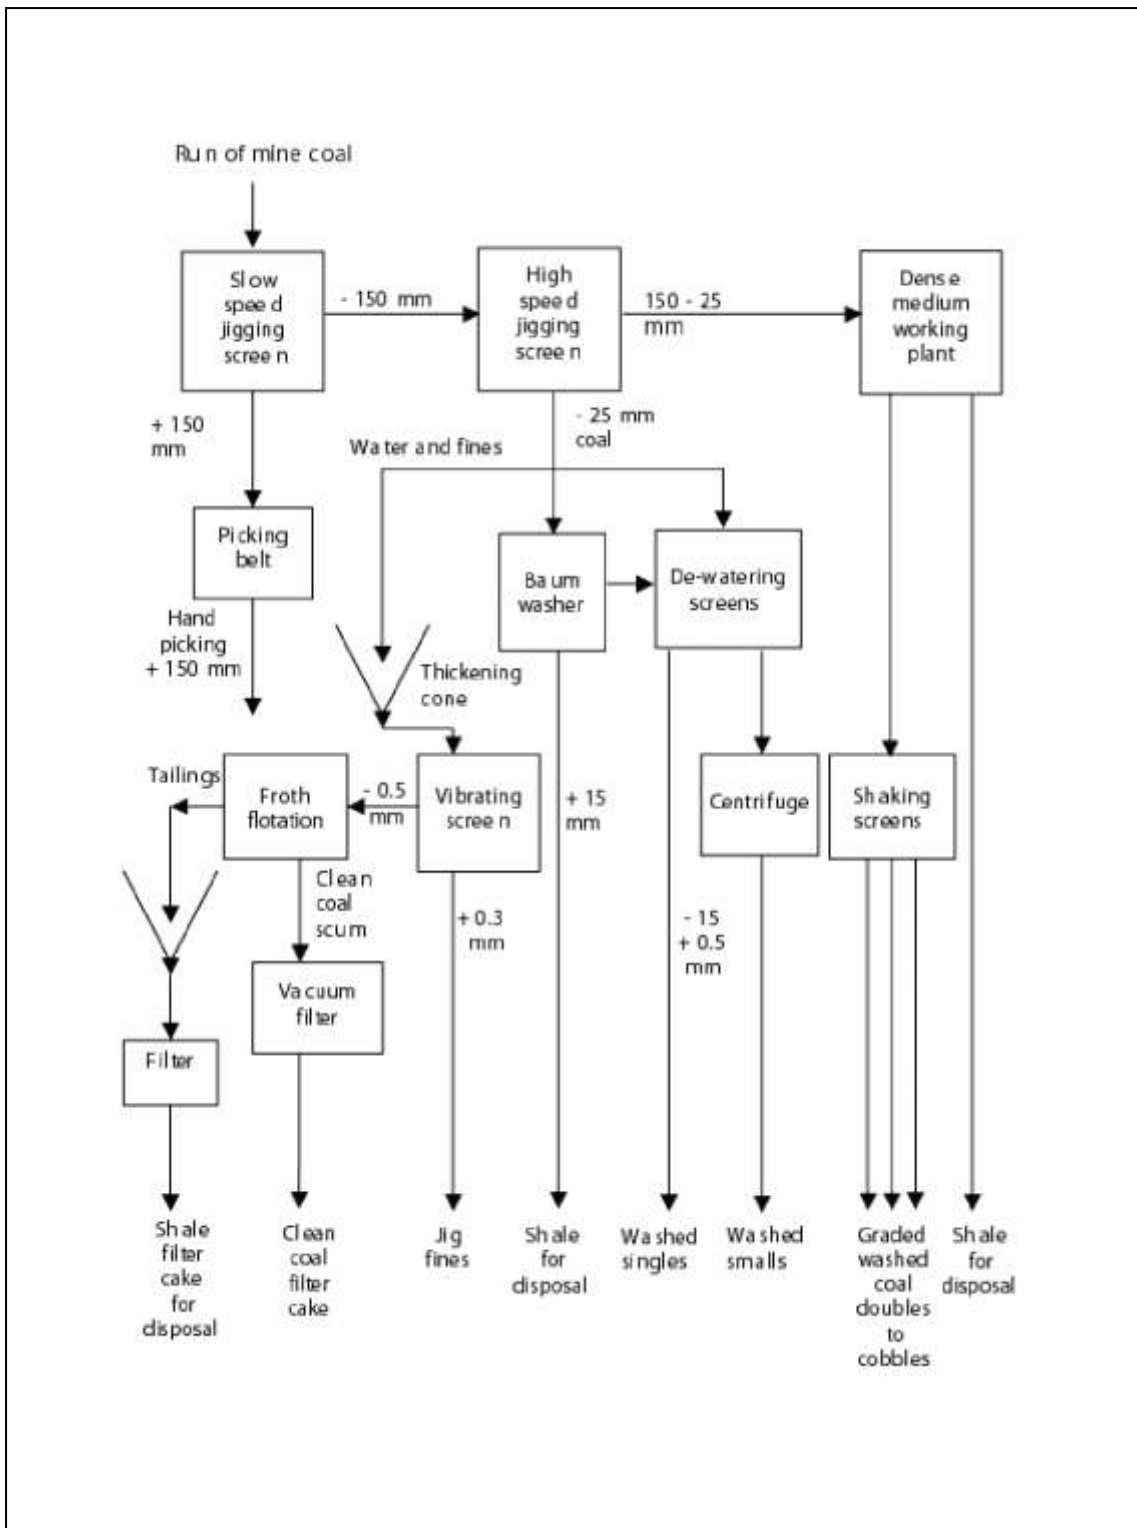 Run of mine coal
Slow
speed
jigging
screen
- 150 mm
High
speed
jigging
screen
150 - 25
mm
Dense
medium
working
plant
+ 150
mm
- 25 mm
coal
Water and fines
Picking
belt
Baum
washer
De-watering
screens
Hand
picking
+ 150 mm
Thickening
cone
Tailings
Froth
flotation
- 0.5
mm
Vibrating
screen
+ 15
mm
Centrifuge
Shaking
screens
Clean
coal
scum
+ 0.3
mm
- 15
+ 0.5
mm
Vacuum
filter
Filter
Shale
filter
cake
for
disposal
Clean
coal
filter
cake
Jig
fines
Shale
for
disposal
Washed
singles
Washed
smalls
Graded
washed
coal
doubles
to
cobbles
Shale
for
disposal